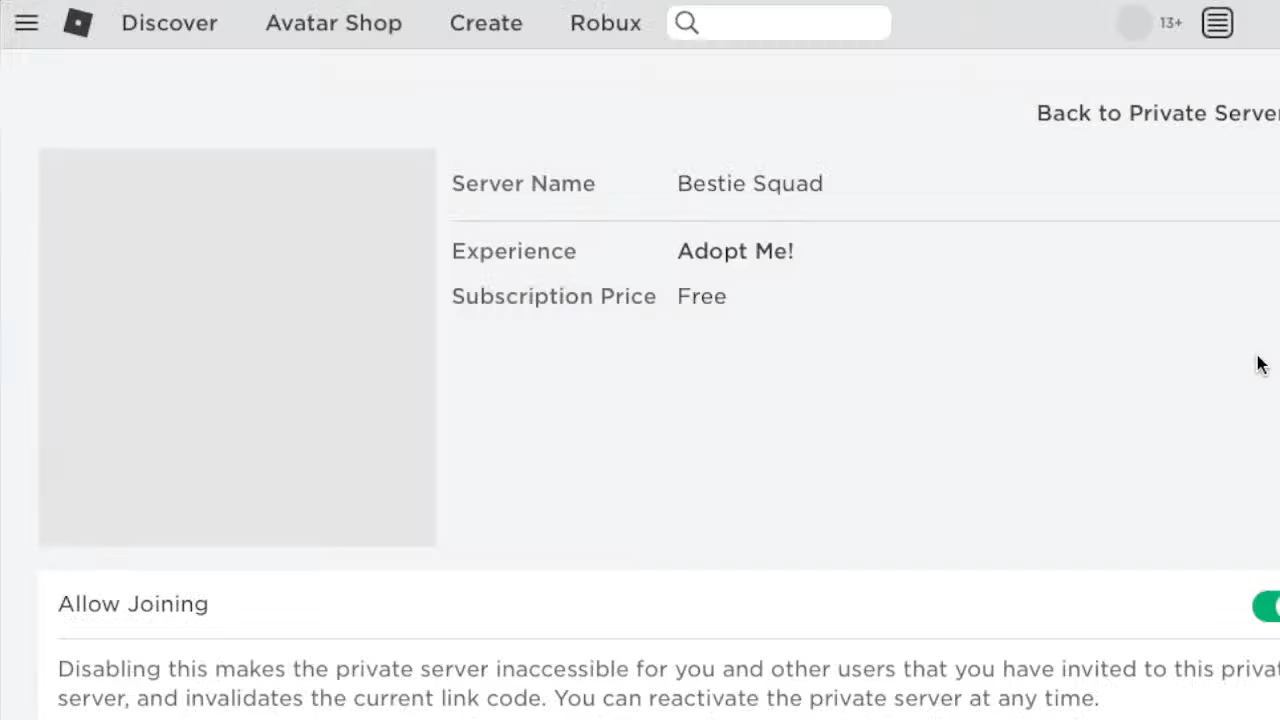 Discover Avatar Shop Create Robux 13+
Back to Private Server
Server Name Bestie Squad
Experience Adopt Me!
Subscription Price Free
Allow Joining
Disabling this makes the private server inaccessible for you and other users that you have invited to this privat
server, and invalidates the current link code. You can reactivate the private server at any time.